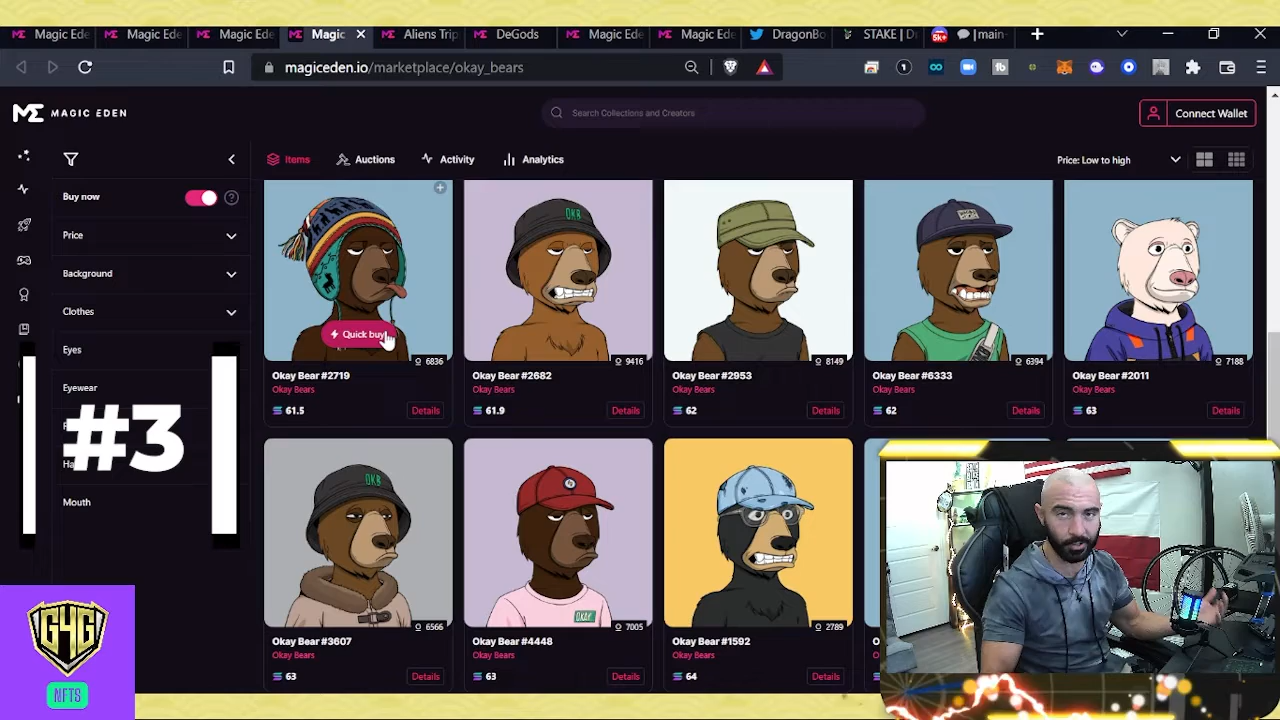 Magic Ede
Magic Ede
Magic Ede
Magic
Aliens Trip
DeGods
Magic Ede
Magic Ede
DragonBo
STAKE | D
5k+
main-
magiceden.io/marketplace/okay_bears
MAGIC EDEN
Search Collections and Creators
Connect Wallet
Items
Auctions
Activity
Analytics
Price: Low to high
Buy now
Price
Background
Clothes
Eyes
Eyewear
Mouth
#3
Quick buy
6836
9416
8149
6394
7188
Okay Bear #2719
Okay Bear #2682
Okay Bear #2953
Okay Bear #6333
Okay Bear #2011
Okay Bears
Okay Bears
Okay Bears
Okay Bears
Okay Bears
61.5
Details
61.9
Details
62
Details
62
Details
63
Details
OKB
OKB
OKAY
6566
7005
2789
Okay Bear #3607
Okay Bear #4448
Okay Bear #1592
Okay Bears
Okay Bears
Okay Bears
63
Details
63
Details
64
Details
G4G
NFTS